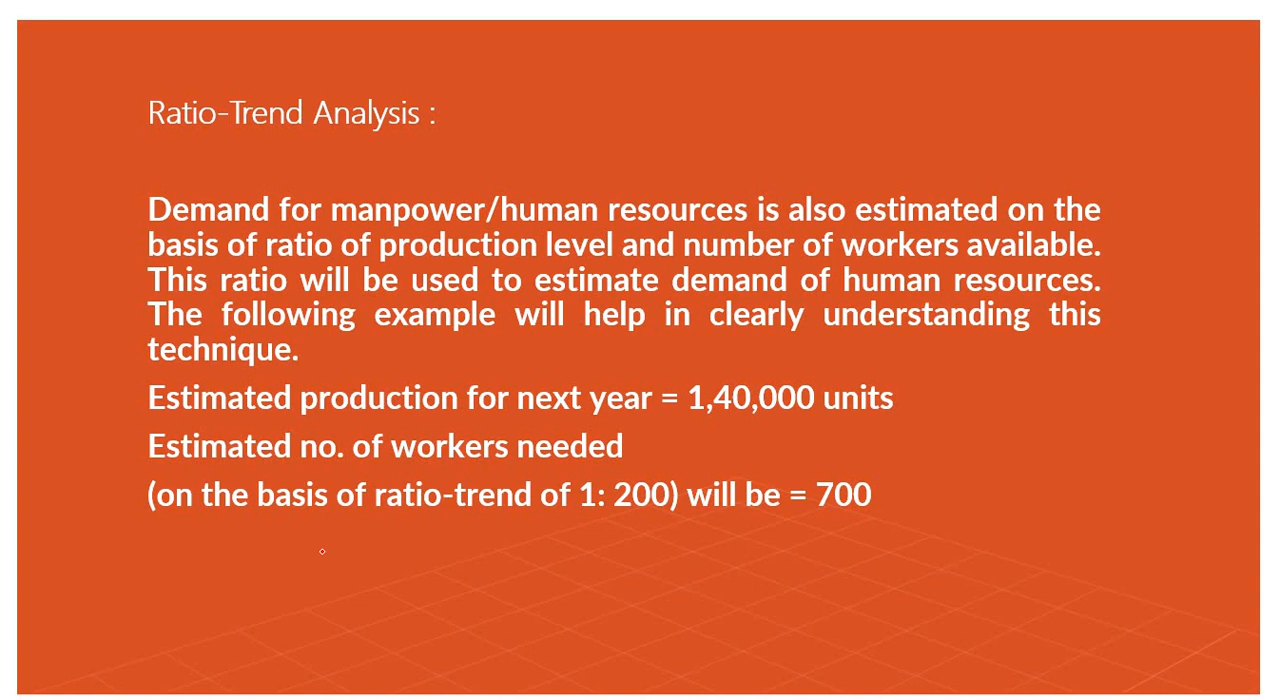 Ratio-Trend Analysis :
Demand for manpower/human resources is also estimated on the
basis of ratio of production level and number of workers available.
This ratio will be used to estimate demand of human resources.
The following example will help in clearly understanding this
technique.
Estimated production for next year = 1,40,000 units
Estimated no. of workers needed
(on the basis of ratio-trend of 1: 200) will be = 700